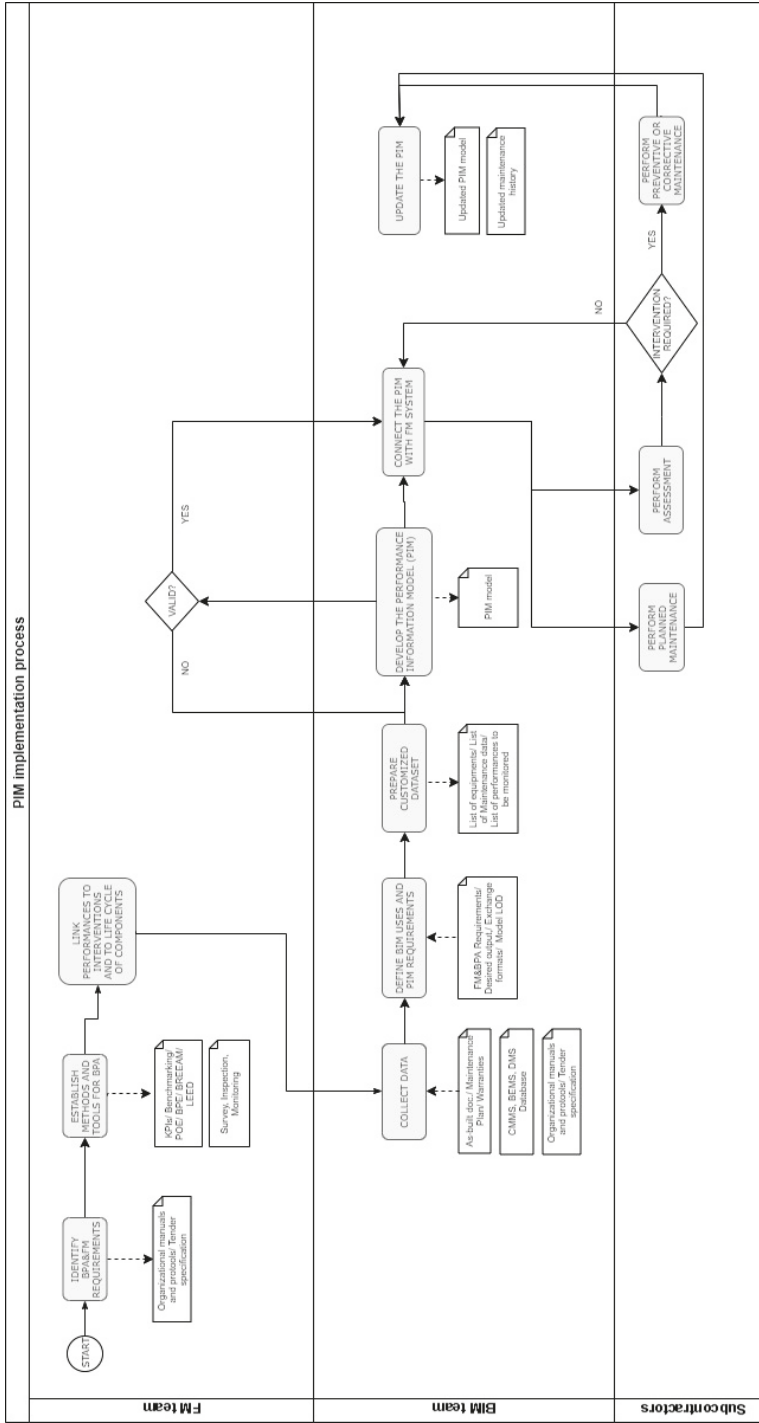 PIM implementation process
FM team
START
IDENTIFY
BPA&FM
REQUIREMENTS
Organizational manuals
and protools/ Tender
specification
ESTABLISH
METHODS AND
TOOLS FOR BPA
KPIs/ Benchmarking/
POE/ BPE/ BREEAM/
LEED
Survey, Inspection,
Monitoring
LINK
PERFORMANCES TO
INTERVENTIONS
AND TO LIFE CYCLE
OF COMPONENTS
NO
VALID?
YES
BIM team
COLLECT DATA
As-built doc./ Maintenance
Plan/ Warranties
CMMS, BEMS, DMS
Database
Organizational manuals
and protools/ Tender
specification
DEFINE BIM USES AND
PIM REQUIREMENTS
FM&BPA Requirements/
Desired output./ Exchange
formats/ Model LOD
PREPARE
CUSTOMIZED
DATASET
List of equipments/ List
of Maintenance data/
List of performances to
be monitored
DEVELOP THE PERFORMANCE
INFORMATION MODEL (PIM)
PIM model
CONNECT THE PIM
WITH FM SYSTEM
UPDATE THE PIM
Updated PIM model
Updated maintenance
history
NO
Subcontractors
PERFORM
PLANNED
MAINTENANCE
PERFORM
ASSESSMENT
INTERVENTION
REQUIRED?
YES
PERFORM
PREVENTIVE OR
CORRECTIVE
MAINTENANCE